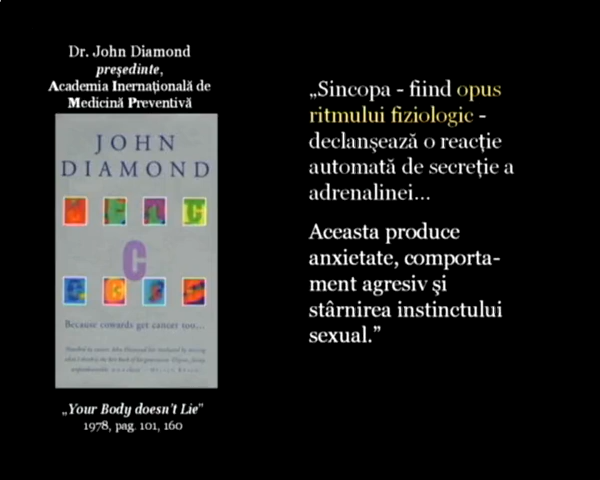 Dr. John Diamond
preşedinte,
Academia Inernaţională de
Medicină Preventivă
JOHN
DIAMOND
C
Because cowards get cancer too...
„Your Body doesn't Lie”
1978, pag. 101, 160
„Sincopa - fiind opus
ritmului fiziologic -
declanşează o reacţie
automată de secreţie a
adrenalinei...
Aceasta produce
anxietate, comporta-
ment agresiv şi
stârnirea instinctului
sexual.”